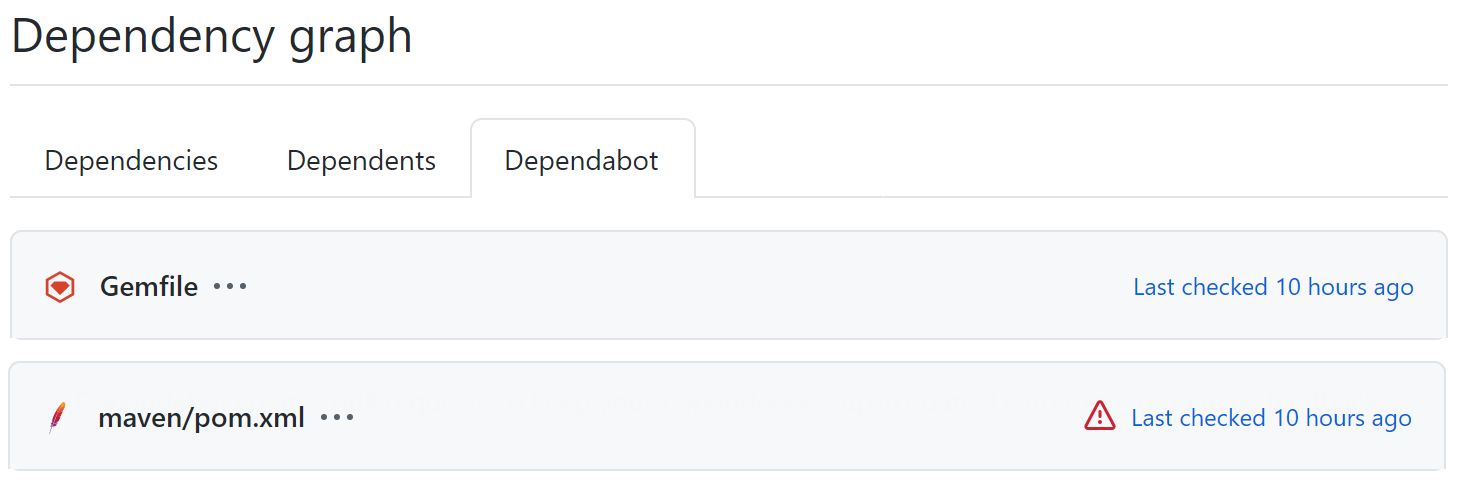 Dependency graph
Dependencies Dependents Dependabot
Gemfile ••• Last checked 10 hours ago
maven/pom.xml ••• Last checked 10 hours ago